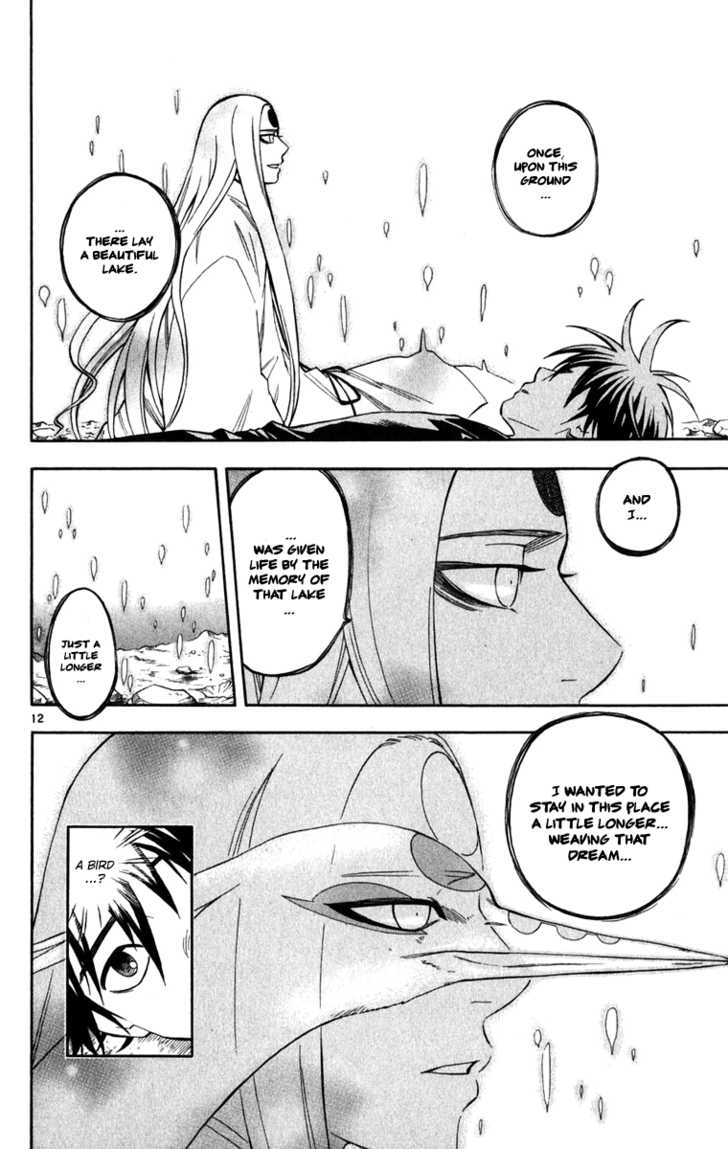 ONCE,
UPON THIS
GROUND
...
...
THERE LAY
A BEAUTIFUL
LAKE.
AND
I...
...
WAS GIVEN
LIFE BY THE
MEMORY OF
THAT LAKE
...
JUST A
LITTLE
LONGER
...
12
I WANTED TO
STAY IN THIS PLACE
A LITTLE LONGER...
WEAVING THAT
DREAM...
A BIRD
...?